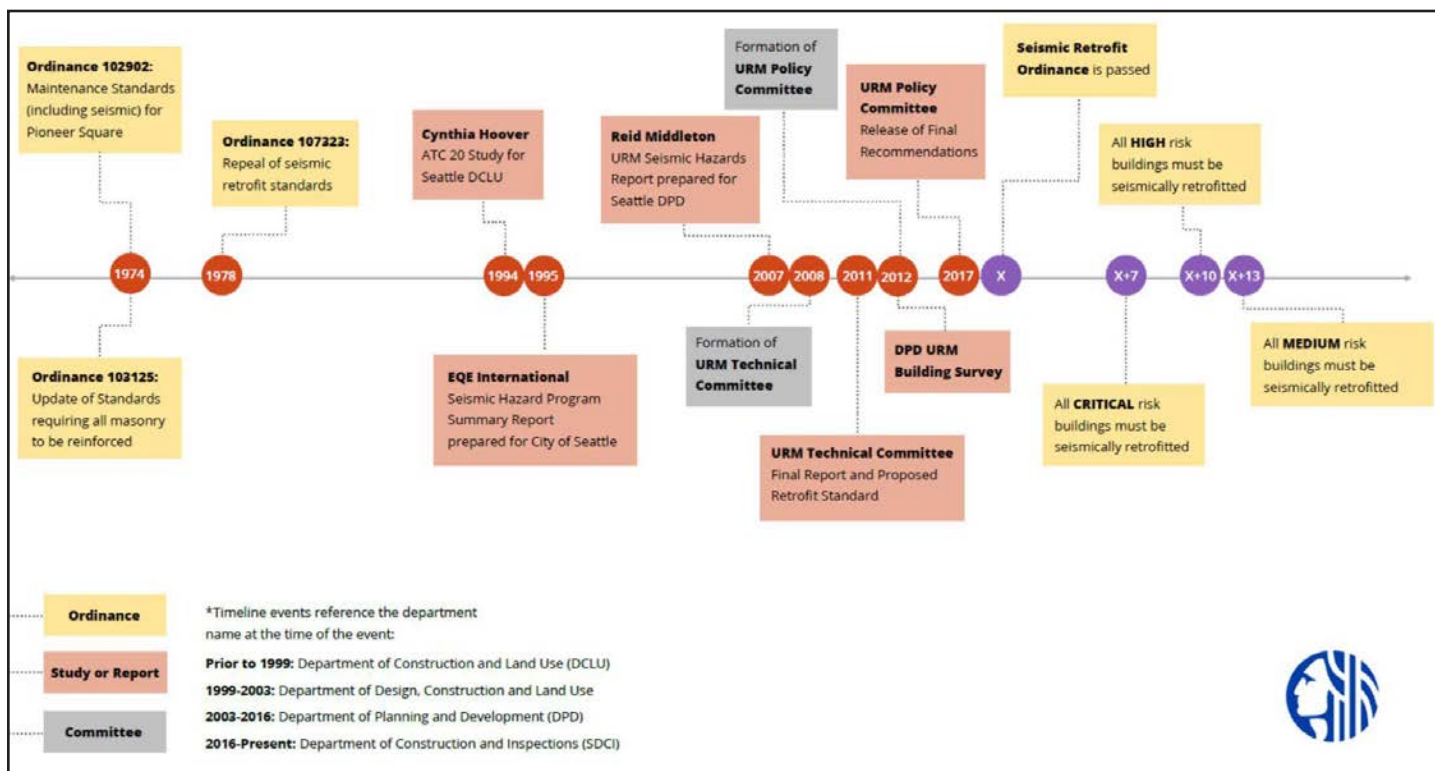 Ordinance 102902:
Maintenance Standards
(including seismic) for
Pioneer Square
Ordinance 107323:
Repeal of seismic
retrofit standards
Cynthia Hoover
ATC 20 Study for
Seattle DCLU
Reid Middleton
URM Seismic Hazards
Report prepared for
Seattle DPD
Formation of
URM Policy
Committee
URM Policy
Committee
Release of Final
Recommendations
Seismic Retrofit
Ordinance is passed
All HIGH risk
buildings must be
seismically retrofitted
1974
1978
1994
1995
2007
2008
2011
2012
2017
X
X+7
X+10
X+13
Ordinance 103125:
Update of Standards
requiring all masonry
to be reinforced
EQE International
Seismic Hazard Program
Summary Report
prepared for City of Seattle
Formation of
URM Technical
Committee
URM Technical Committee
Final Report and Proposed
Retrofit Standard
DPD URM
Building Survey
All CRITICAL risk
buildings must be
seismically retrofitted
All MEDIUM risk
buildings must be
seismically retrofitted
Ordinance
Study or Report
Committee
*Timeline events reference the department
name at the time of the event:
Prior to 1999: Department of Construction and Land Use (DCLU)
1999-2003: Department of Design, Construction and Land Use
2003-2016: Department of Planning and Development (DPD)
2016-Present: Department of Construction and Inspections (SDCI)